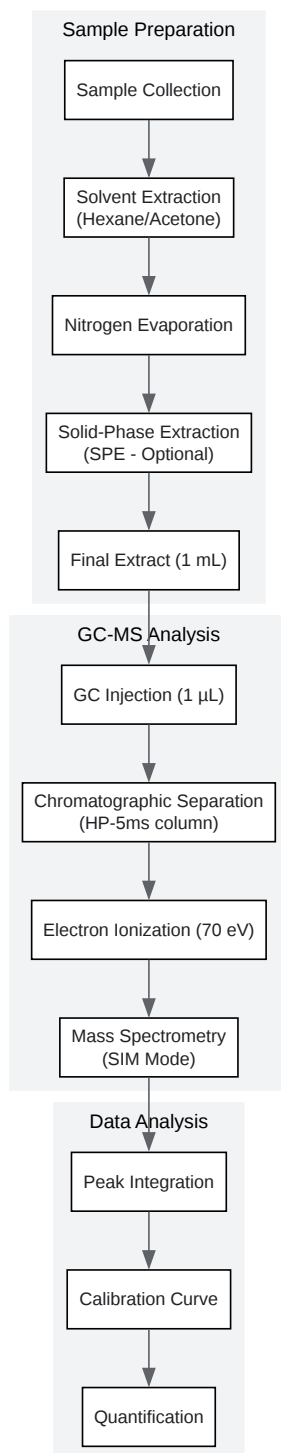 Sample Preparation
Sample Collection
Solvent Extraction
(Hexane/Acetone)
Nitrogen Evaporation
Solid-Phase Extraction
(SPE - Optional)
Final Extract (1 mL)
GC-MS Analysis
GC Injection (1 µL)
Chromatographic Separation
(HP-5ms column)
Electron Ionization (70 eV)
Mass Spectrometry
(SIM Mode)
Data Analysis
Peak Integration
Calibration Curve
Quantification